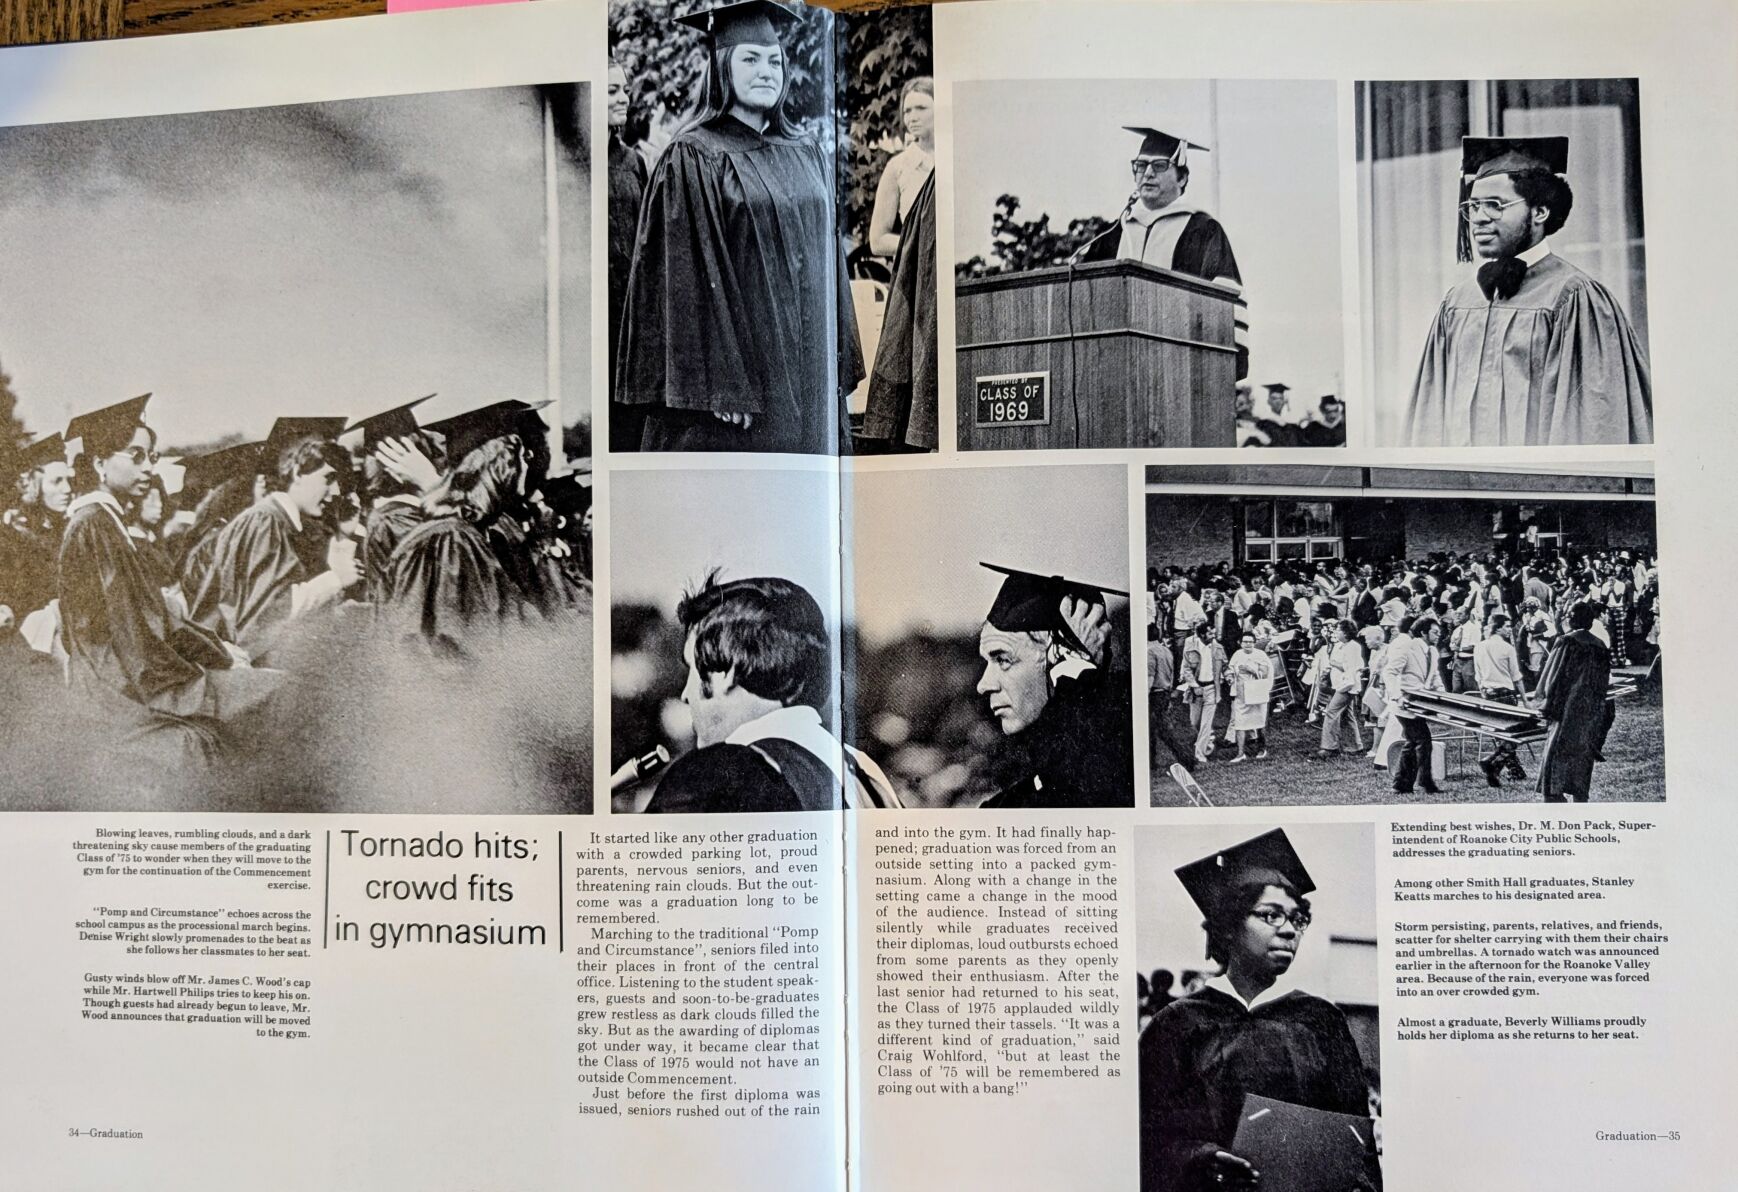 PRESENTED BY
CLASS OF
1969
Blowing leaves, rumbling clouds, and a dark
threatening sky cause members of the graduating
Class of '75 to wonder when they will move to the
gym for the continuation of the Commencement
exercise.
"Pomp and Circumstance" echoes across the
school campus as the processional march begins.
Denise Wright slowly promenades to the beat as
she follows her classmates to her seat.
Gusty winds blow off Mr. James C. Wood's cap
while Mr. Hartwell Philips tries to keep his on.
Though guests had already begun to leave, Mr.
Wood announces that graduation will be moved
to the gym.
Tornado hits;
crowd fits
in gymnasium
It started like any other graduation
with a crowded parking lot, proud
parents, nervous seniors, and even
threatening rain clouds. But the out-
come was a graduation long to be
remembered.
Marching to the traditional "Pomp
and Circumstance", seniors filed into
their places in front of the central
office. Listening to the student speak-
ers, guests and soon-to-be-graduates
grew restless as dark clouds filled the
sky. But as the awarding of diplomas
got under way, it became clear that
the Class of 1975 would not have an
outside Commencement.
Just before the first diploma was
issued, seniors rushed out of the rain
and into the gym. It had finally hap-
pened; graduation was forced from an
outside setting into a packed gym-
nasium. Along with a change in the
setting came a change in the mood
of the audience. Instead of sitting
silently while graduates received
their diplomas, loud outbursts echoed
from some parents as they openly
showed their enthusiasm. After the
last senior had returned to his seat,
the Class of 1975 applauded wildly
as they turned their tassels. "It was a
different kind of graduation," said
Craig Wohlford, "but at least the
Class of '75 will be remembered as
going out with a bang!"
Extending best wishes, Dr. M. Don Pack, Super-
intendent of Roanoke City Public Schools,
addresses the graduating seniors.
Among other Smith Hall graduates, Stanley
Keatts marches to his designated area.
Storm persisting, parents, relatives, and friends,
scatter for shelter carrying with them their chairs
and umbrellas. A tornado watch was announced
earlier in the afternoon for the Roanoke Valley
area. Because of the rain, everyone was forced
into an over crowded gym.
Almost a graduate, Beverly Williams proudly
holds her diploma as she returns to her seat.
34—Graduation
Graduation—35